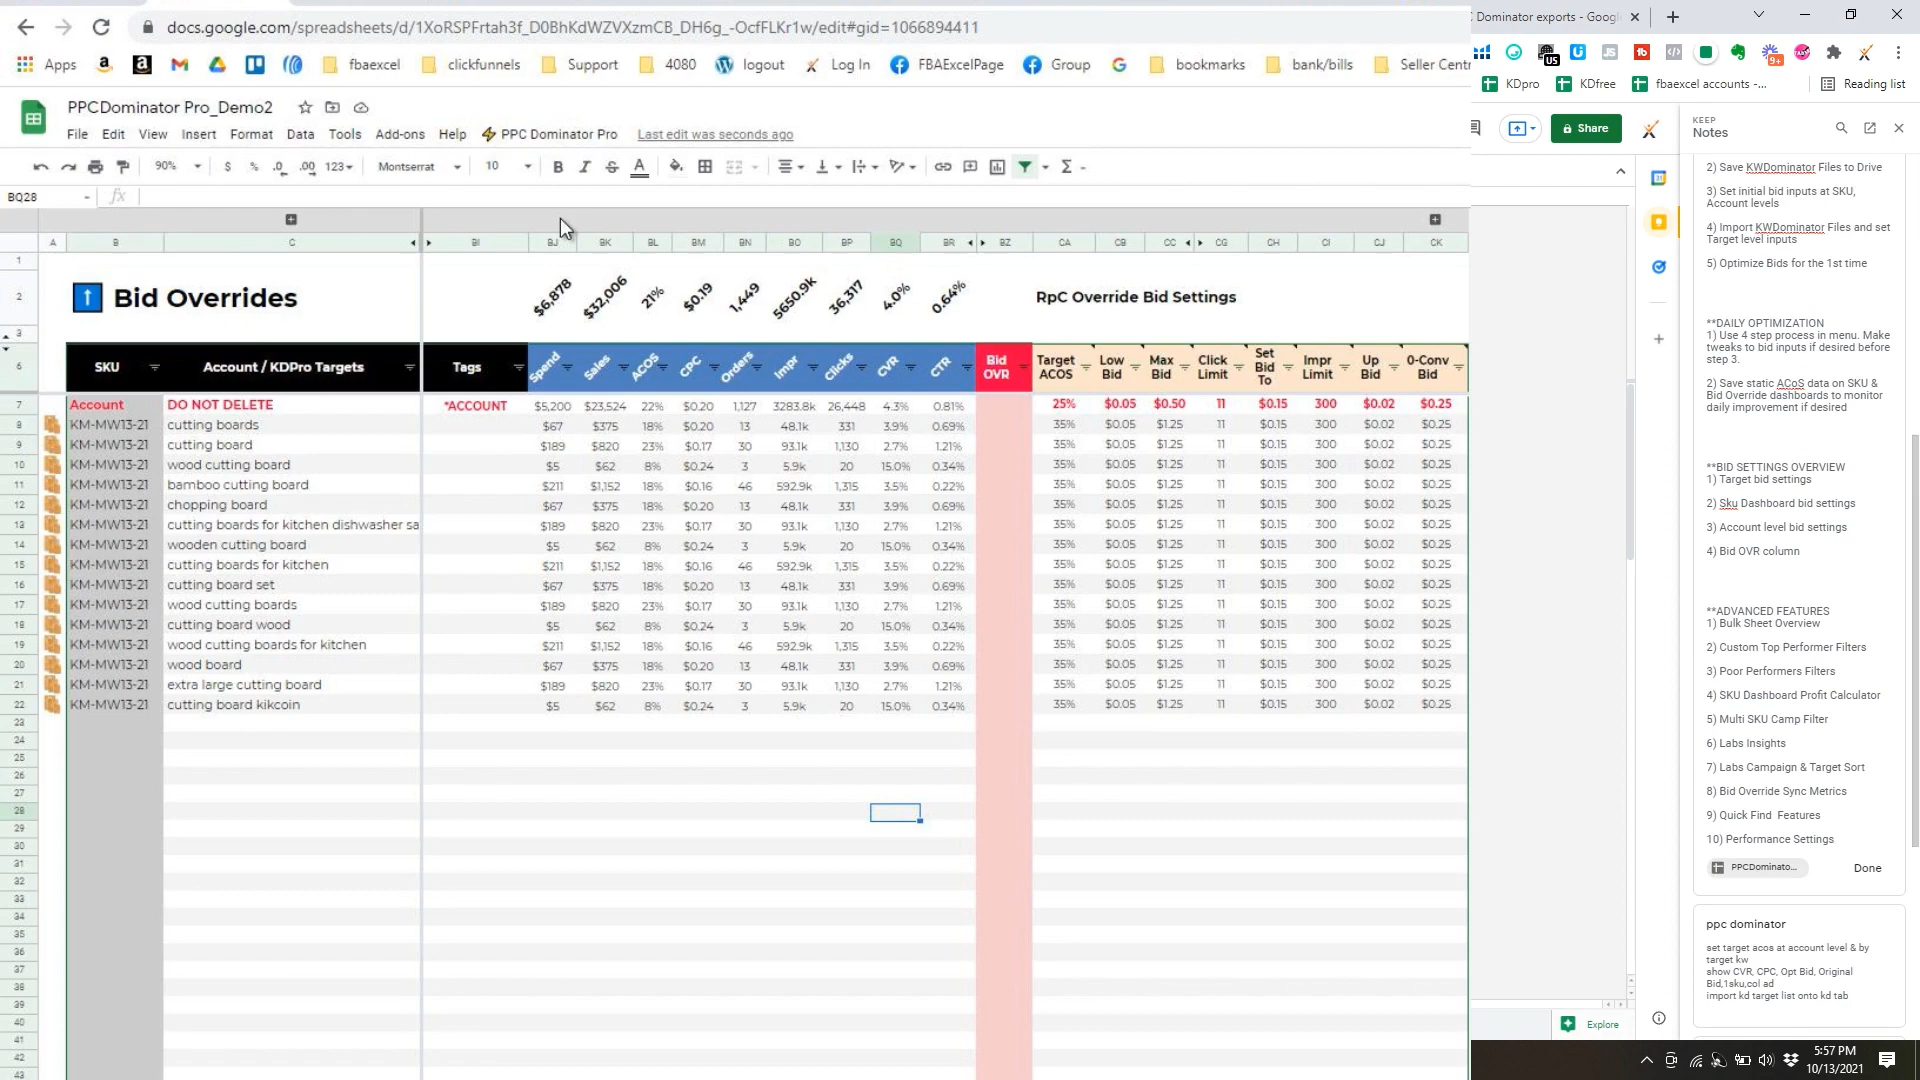 docs.google.com/spreadsheets/d/1XoRSPFrtah3f_D0BhKdWZVXzmCB_DH6g_-OcfFLKr1w/edit#gid=1066894411
Dominator exports - Googl
Apps
fbaexcel
clickfunnels
Support
4080
logout
Log In
FBAExcelPage
Group
bookmarks
bank/bills
Seller Centr
US
9+
KDpro
KDfree
fbaexcel accounts -...
Reading list
PPCDominator Pro_Demo2
File Edit View Insert Format Data Tools Add-ons Help PPC Dominator Pro Last edit was seconds ago
Share
90% $ % .0 .00 123 Montserrat 10 B I S A
BQ28 fx
A B C BI BJ BK BL BM BN BO BP BQ BR BZ CA CB CC CG CH CI CJ CK
1
2 Bid Overrides $6,878 $32,006 21% $0.19 1,449 5650.9k 36,317 4.0% 0.64% RpC Override Bid Settings
3
6 SKU Account / KDPro Targets Tags Spend Sales ACOS CPC Orders Impr Clicks CVR CTR Bid OVR Target ACOS Low Bid Max Bid Click Limit Set Bid To Impr Limit Up Bid 0-Conv Bid
7 Account DO NOT DELETE *ACCOUNT $5,200 $23,524 22% $0.20 1,127 3283.8k 26,448 4.3% 0.81% 25% $0.05 $0.50 11 $0.15 300 $0.02 $0.25
8 KM-MW13-21 cutting boards $67 $375 18% $0.20 13 48.1k 331 3.9% 0.69% 35% $0.05 $1.25 11 $0.15 300 $0.02 $0.25
9 KM-MW13-21 cutting board $189 $820 23% $0.17 30 93.1k 1,130 2.7% 1.21% 35% $0.05 $1.25 11 $0.15 300 $0.02 $0.25
10 KM-MW13-21 wood cutting board $5 $62 8% $0.24 3 5.9k 20 15.0% 0.34% 35% $0.05 $1.25 11 $0.15 300 $0.02 $0.25
11 KM-MW13-21 bamboo cutting board $211 $1,152 18% $0.16 46 592.9k 1,315 3.5% 0.22% 35% $0.05 $1.25 11 $0.15 300 $0.02 $0.25
12 KM-MW13-21 chopping board $67 $375 18% $0.20 13 48.1k 331 3.9% 0.69% 35% $0.05 $1.25 11 $0.15 300 $0.02 $0.25
13 KM-MW13-21 cutting boards for kitchen dishwasher sa $189 $820 23% $0.17 30 93.1k 1,130 2.7% 1.21% 35% $0.05 $1.25 11 $0.15 300 $0.02 $0.25
14 KM-MW13-21 wooden cutting board $5 $62 8% $0.24 3 5.9k 20 15.0% 0.34% 35% $0.05 $1.25 11 $0.15 300 $0.02 $0.25
15 KM-MW13-21 cutting boards for kitchen $211 $1,152 18% $0.16 46 592.9k 1,315 3.5% 0.22% 35% $0.05 $1.25 11 $0.15 300 $0.02 $0.25
16 KM-MW13-21 cutting board set $67 $375 18% $0.20 13 48.1k 331 3.9% 0.69% 35% $0.05 $1.25 11 $0.15 300 $0.02 $0.25
17 KM-MW13-21 wood cutting boards $189 $820 23% $0.17 30 93.1k 1,130 2.7% 1.21% 35% $0.05 $1.25 11 $0.15 300 $0.02 $0.25
18 KM-MW13-21 cutting board wood $5 $62 8% $0.24 3 5.9k 20 15.0% 0.34% 35% $0.05 $1.25 11 $0.15 300 $0.02 $0.25
19 KM-MW13-21 wood cutting boards for kitchen $211 $1,152 18% $0.16 46 592.9k 1,315 3.5% 0.22% 35% $0.05 $1.25 11 $0.15 300 $0.02 $0.25
20 KM-MW13-21 wood board $67 $375 18% $0.20 13 48.1k 331 3.9% 0.69% 35% $0.05 $1.25 11 $0.15 300 $0.02 $0.25
21 KM-MW13-21 extra large cutting board $189 $820 23% $0.17 30 93.1k 1,130 2.7% 1.21% 35% $0.05 $1.25 11 $0.15 300 $0.02 $0.25
22 KM-MW13-21 cutting board kikcoin $5 $62 8% $0.24 3 5.9k 20 15.0% 0.34% 35% $0.05 $1.25 11 $0.15 300 $0.02 $0.25
23
24
25
26
27
28
29
30
31
32
33
34
35
36
37
38
39
40
41
42
43
KEEP
Notes
2) Save KWDominator Files to Drive
3) Set initial bid inputs at SKU,
Account levels
4) Import KWDominator Files and set
Target level inputs
5) Optimize Bids for the 1st time
**DAILY OPTIMIZATION
1) Use 4 step process in menu. Make
tweaks to bid inputs if desired before
step 3.
2) Save static ACoS data on SKU &
Bid Override dashboards to monitor
daily improvement if desired
**BID SETTINGS OVERVIEW
1) Target bid settings
2) Sku Dashboard bid settings
3) Account level bid settings
4) Bid OVR column
**ADVANCED FEATURES
1) Bulk Sheet Overview
2) Custom Top Performer Filters
3) Poor Performers Filters
4) SKU Dashboard Profit Calculator
5) Multi SKU Camp Filter
6) Labs Insights
7) Labs Campaign & Target Sort
8) Bid Override Sync Metrics
9) Quick Find Features
10) Performance Settings
PPCDominato...
Done
ppc dominator
set target acos at account level & by
target kw
show CVR, CPC, Opt Bid, Original
Bid,1sku,col ad
import kd target list onto kd tab
Explore
5:57 PM
10/13/2021